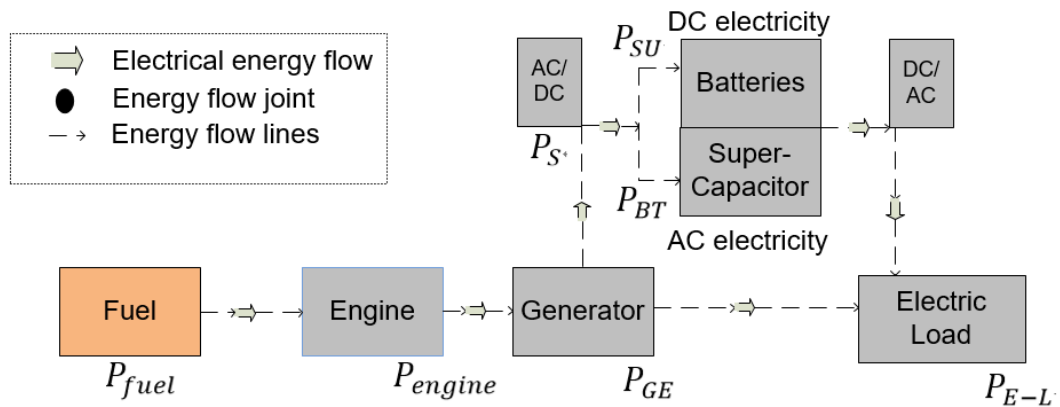 Electrical energy flow
Energy flow joint
Energy flow lines
DC electricity
P_SU
AC/
DC
Batteries
DC/
AC
P_S+
Super-
Capacitor
P_BT
AC electricity
Fuel
Engine
Generator
Electric
Load
P_fuel
P_engine
P_GE
P_E-L